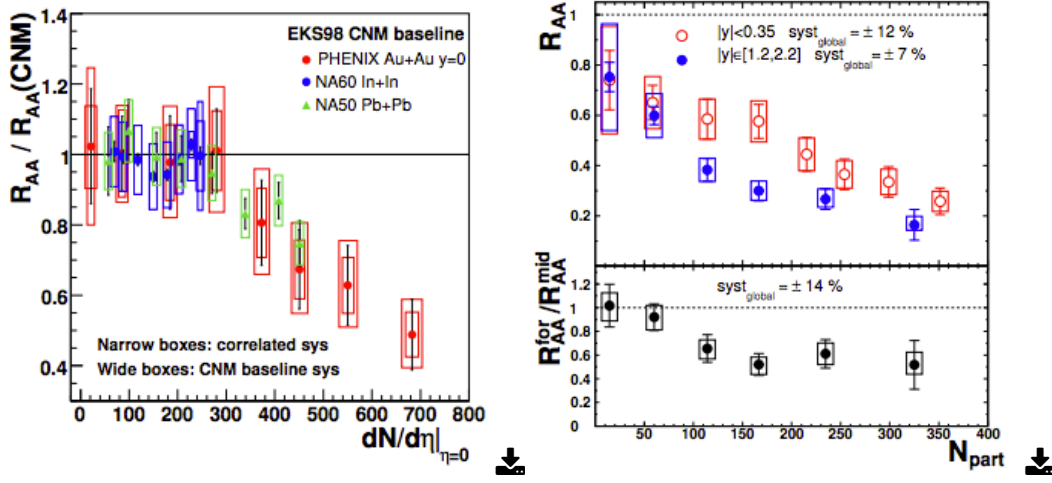 R_AA / R_AA(CNM)
1.4
1.2
1
0.8
0.6
0.4
EKS98 CNM baseline
PHENIX Au+Au y=0
NA60 In+In
NA50 Pb+Pb
Narrow boxes: correlated sys
Wide boxes: CNM baseline sys
0 100 200 300 400 500 600 700 800
dN/dη|η=0
R_AA
1
0.8
0.6
0.4
0.2
|y|<0.35 syst_global = ± 12 %
|y|∈[1.2,2.2] syst_global = ± 7 %
R_AA^for / R_AA^mid
1.2
1
0.8
0.6
0.4
0.2
0
syst_global = ± 14 %
50 100 150 200 250 300 350 400
N_part